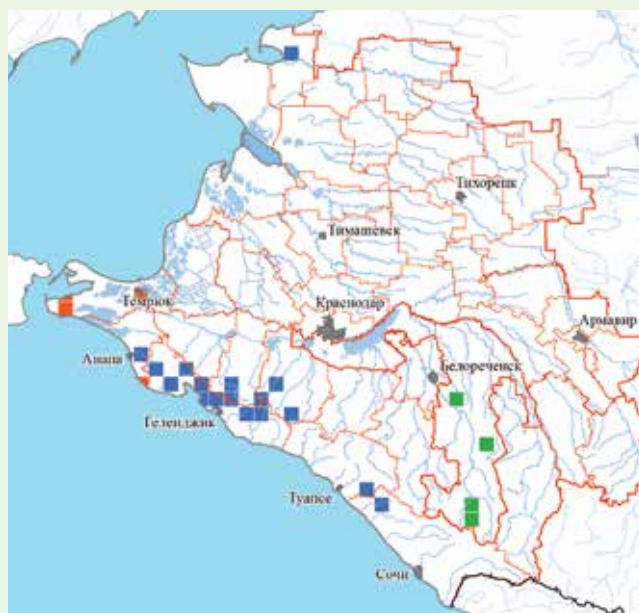 Тихорецк
Тимашевск
Темрюк
Краснодар
Армавир
Анапа
Белореченск
Геленджик
Туапсе
Сочи